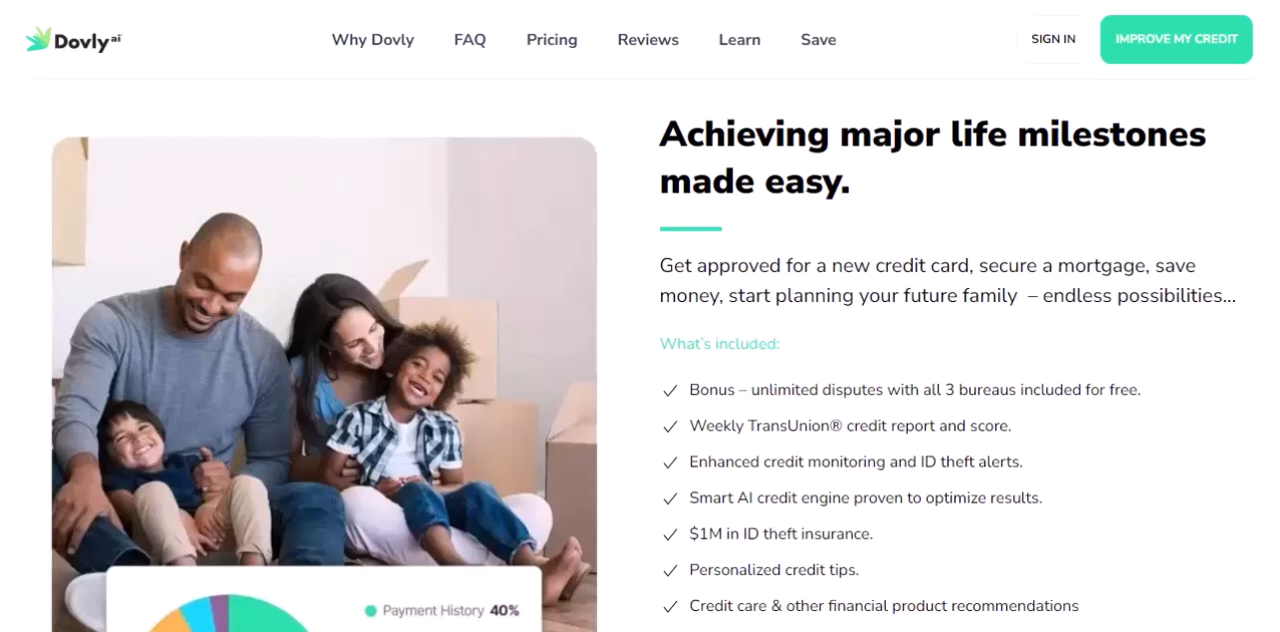 Dovly ai
Why Dovly
FAQ
Pricing
Reviews
Learn
Save
SIGN IN
IMPROVE MY CREDIT
Achieving major life milestones
made easy.
Get approved for a new credit card, secure a mortgage, save
money, start planning your future family – endless possibilities...
What's included:
Bonus – unlimited disputes with all 3 bureaus included for free.
Weekly TransUnion® credit report and score.
Enhanced credit monitoring and ID theft alerts.
Smart AI credit engine proven to optimize results.
$1M in ID theft insurance.
Personalized credit tips.
Credit care & other financial product recommendations
Payment History 40%